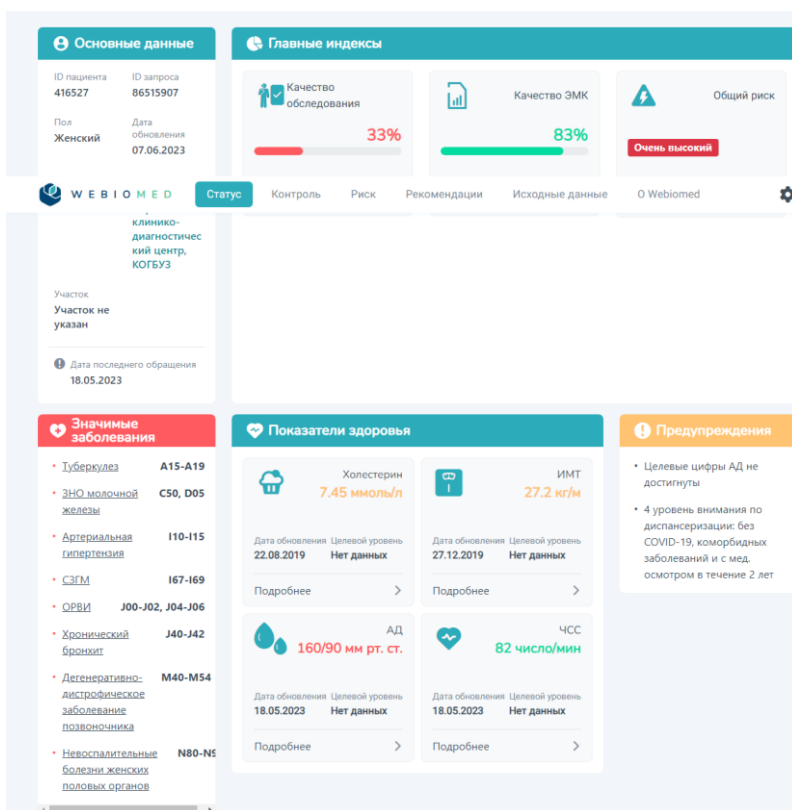 Основные данные
Главные индексы
ID пациента
416527
ID запроса
86515907
Пол
Женский
Дата
обновления
07.06.2023
Качество
обследования
33%
Качество ЭМК
83%
Общий риск
Очень высокий
WEBIOMED
Статус
Контроль
Риск
Рекомендации
Исходные данные
О Webiomed
клинико-
диагностичес
кий центр,
КОГБУЗ
Участок
Участок не
указан
Дата последнего обращения
18.05.2023
Значимые
заболевания
Туберкулез A15-A19
ЗНО молочной C50, D05
железы
Артериальная I10-I15
гипертензия
СЗГМ I67-I69
ОРВИ J00-J02, J04-J06
Хронический J40-J42
бронхит
Дегенеративно- M40-M54
дистрофическое
заболевание
позвоночника
Невоспалительные N80-N9
болезни женских
половых органов
Показатели здоровья
Холестерин
7.45 ммоль/л
Дата обновления Целевой уровень
22.08.2019 Нет данных
Подробнее
ИМТ
27.2 кг/м
Дата обновления Целевой уровень
27.12.2019 Нет данных
Подробнее
АД
160/90 мм рт. ст.
Дата обновления Целевой уровень
18.05.2023 Нет данных
Подробнее
ЧСС
82 число/мин
Дата обновления Целевой уровень
18.05.2023 Нет данных
Подробнее
Предупреждения
Целевые цифры АД не
достигнуты
4 уровень внимания по
диспансеризации: без
COVID-19, коморбидных
заболеваний и с мед.
осмотром в течение 2 лет